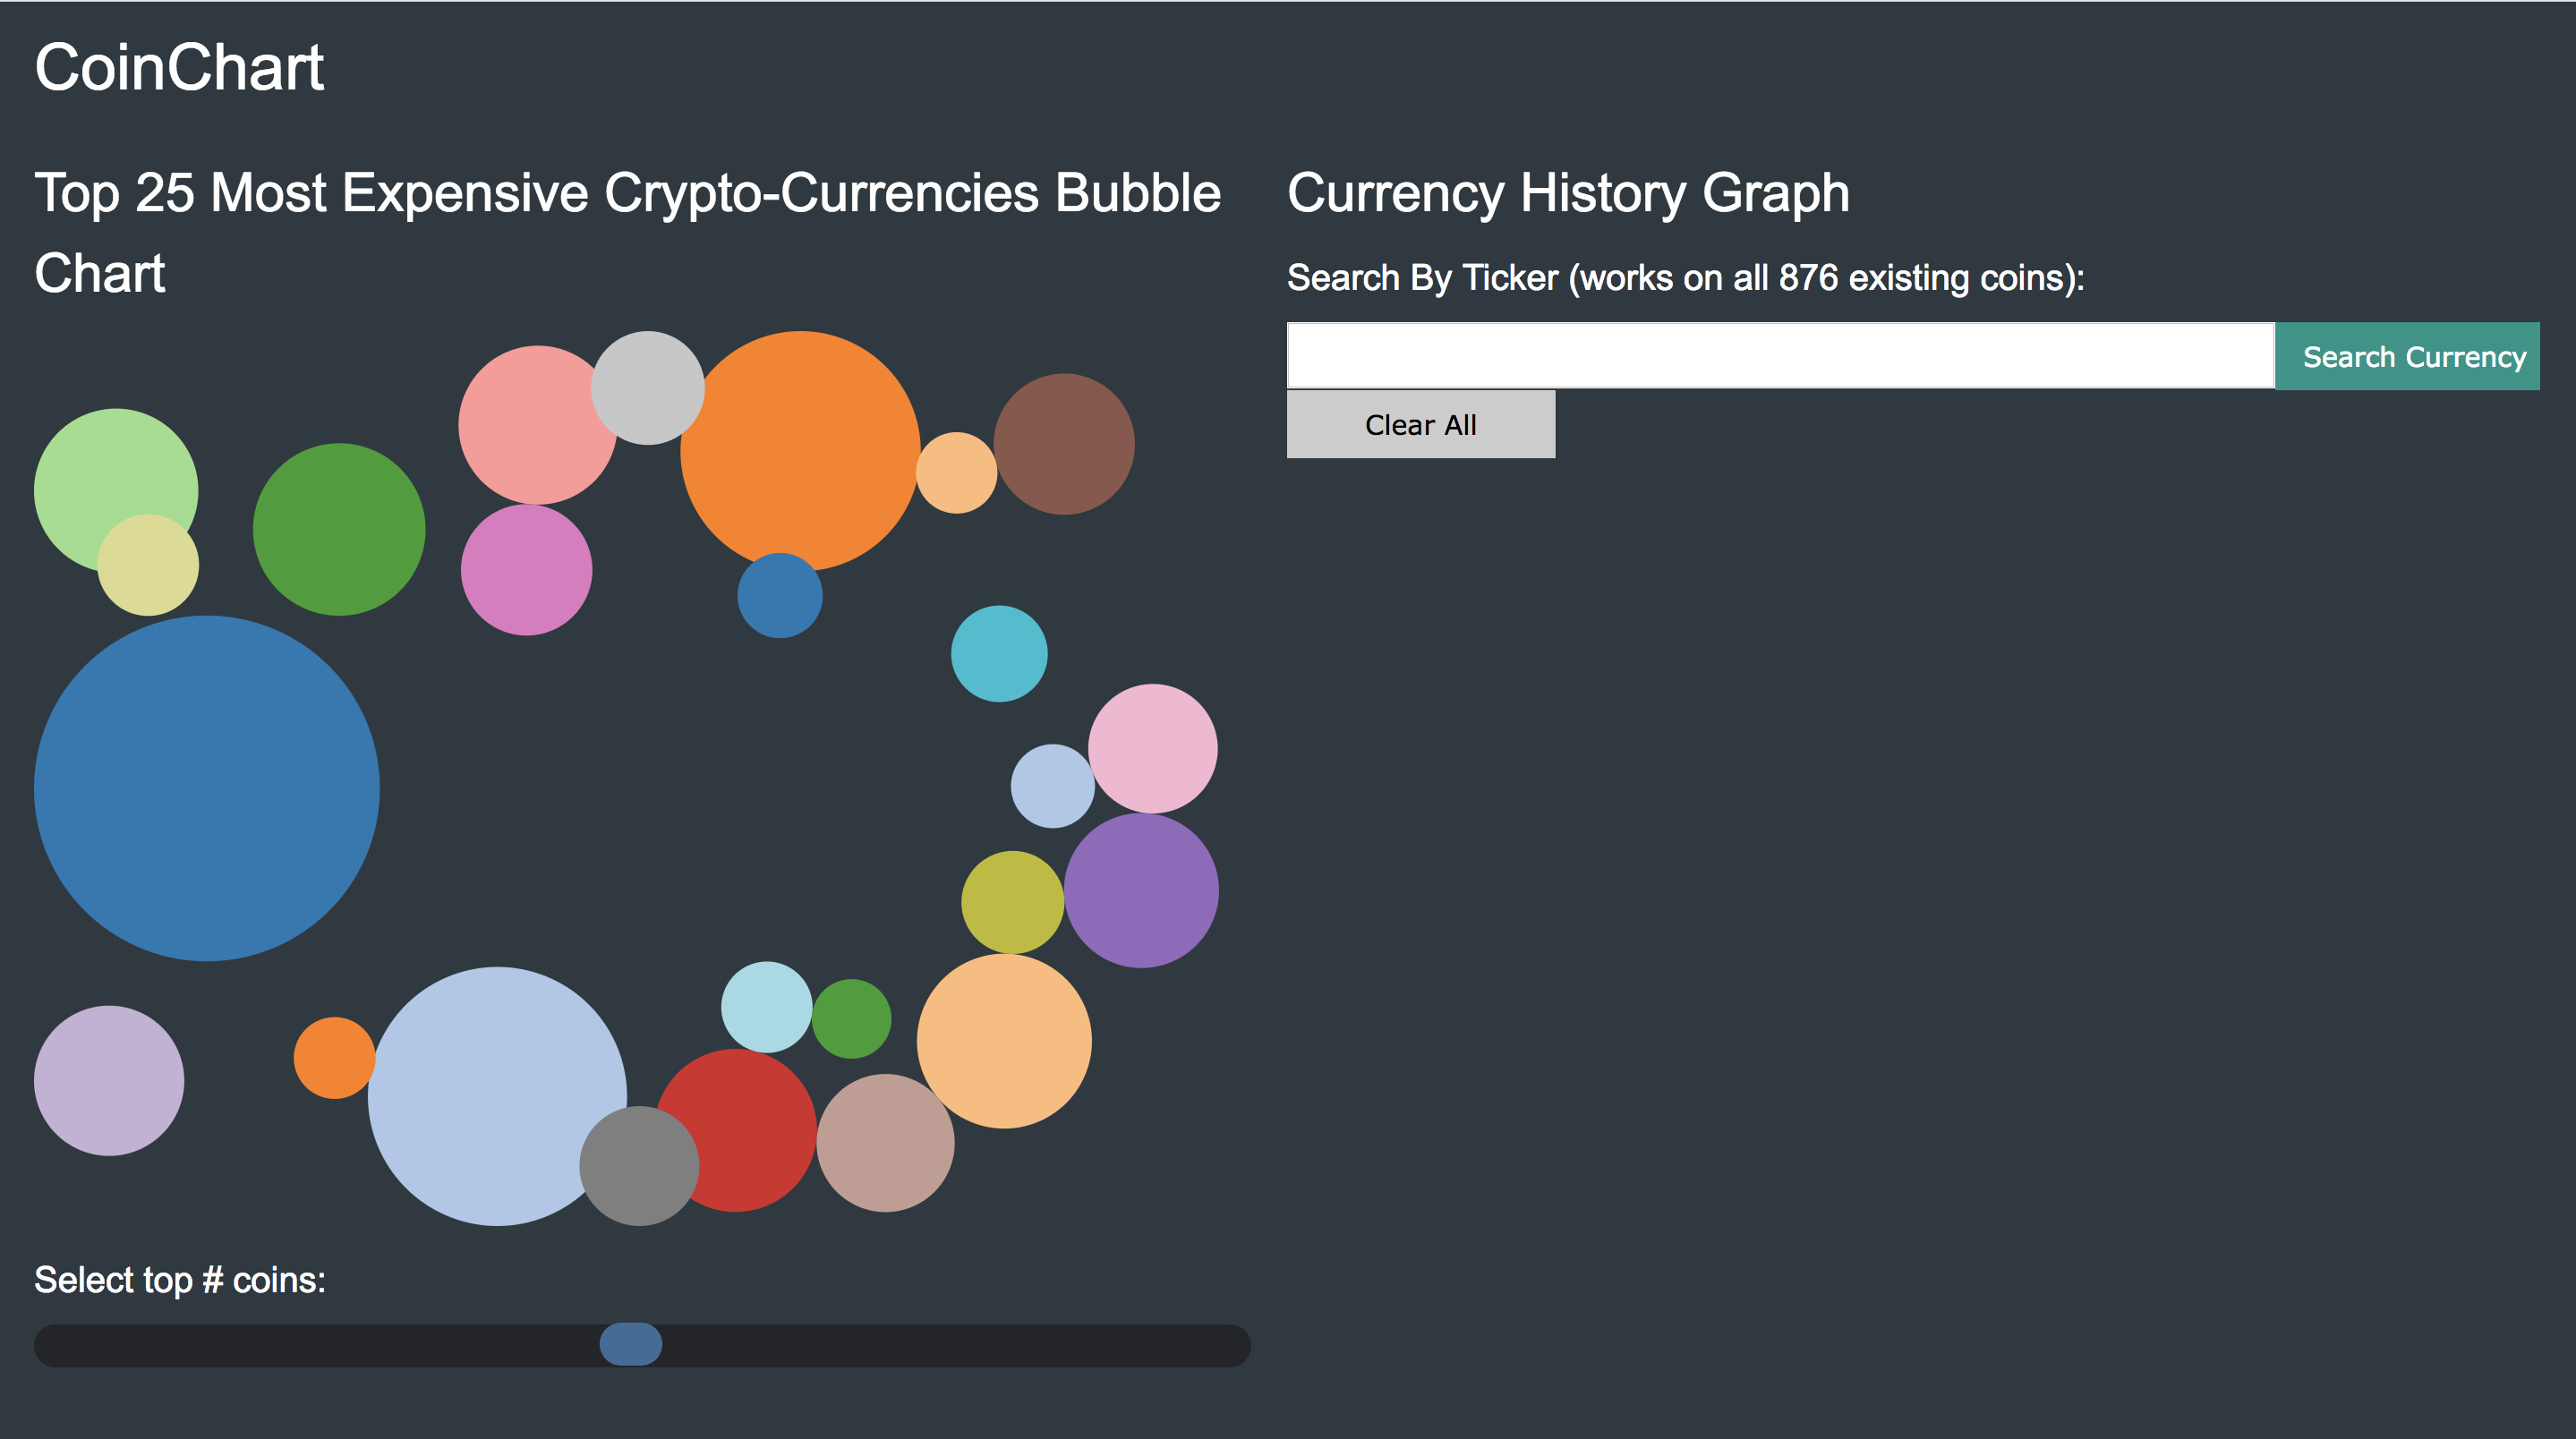 CoinChart
Top 25 Most Expensive Crypto-Currencies Bubble
Chart
Currency History Graph
Search By Ticker (works on all 876 existing coins):
Search Currency
Clear All
Select top # coins: